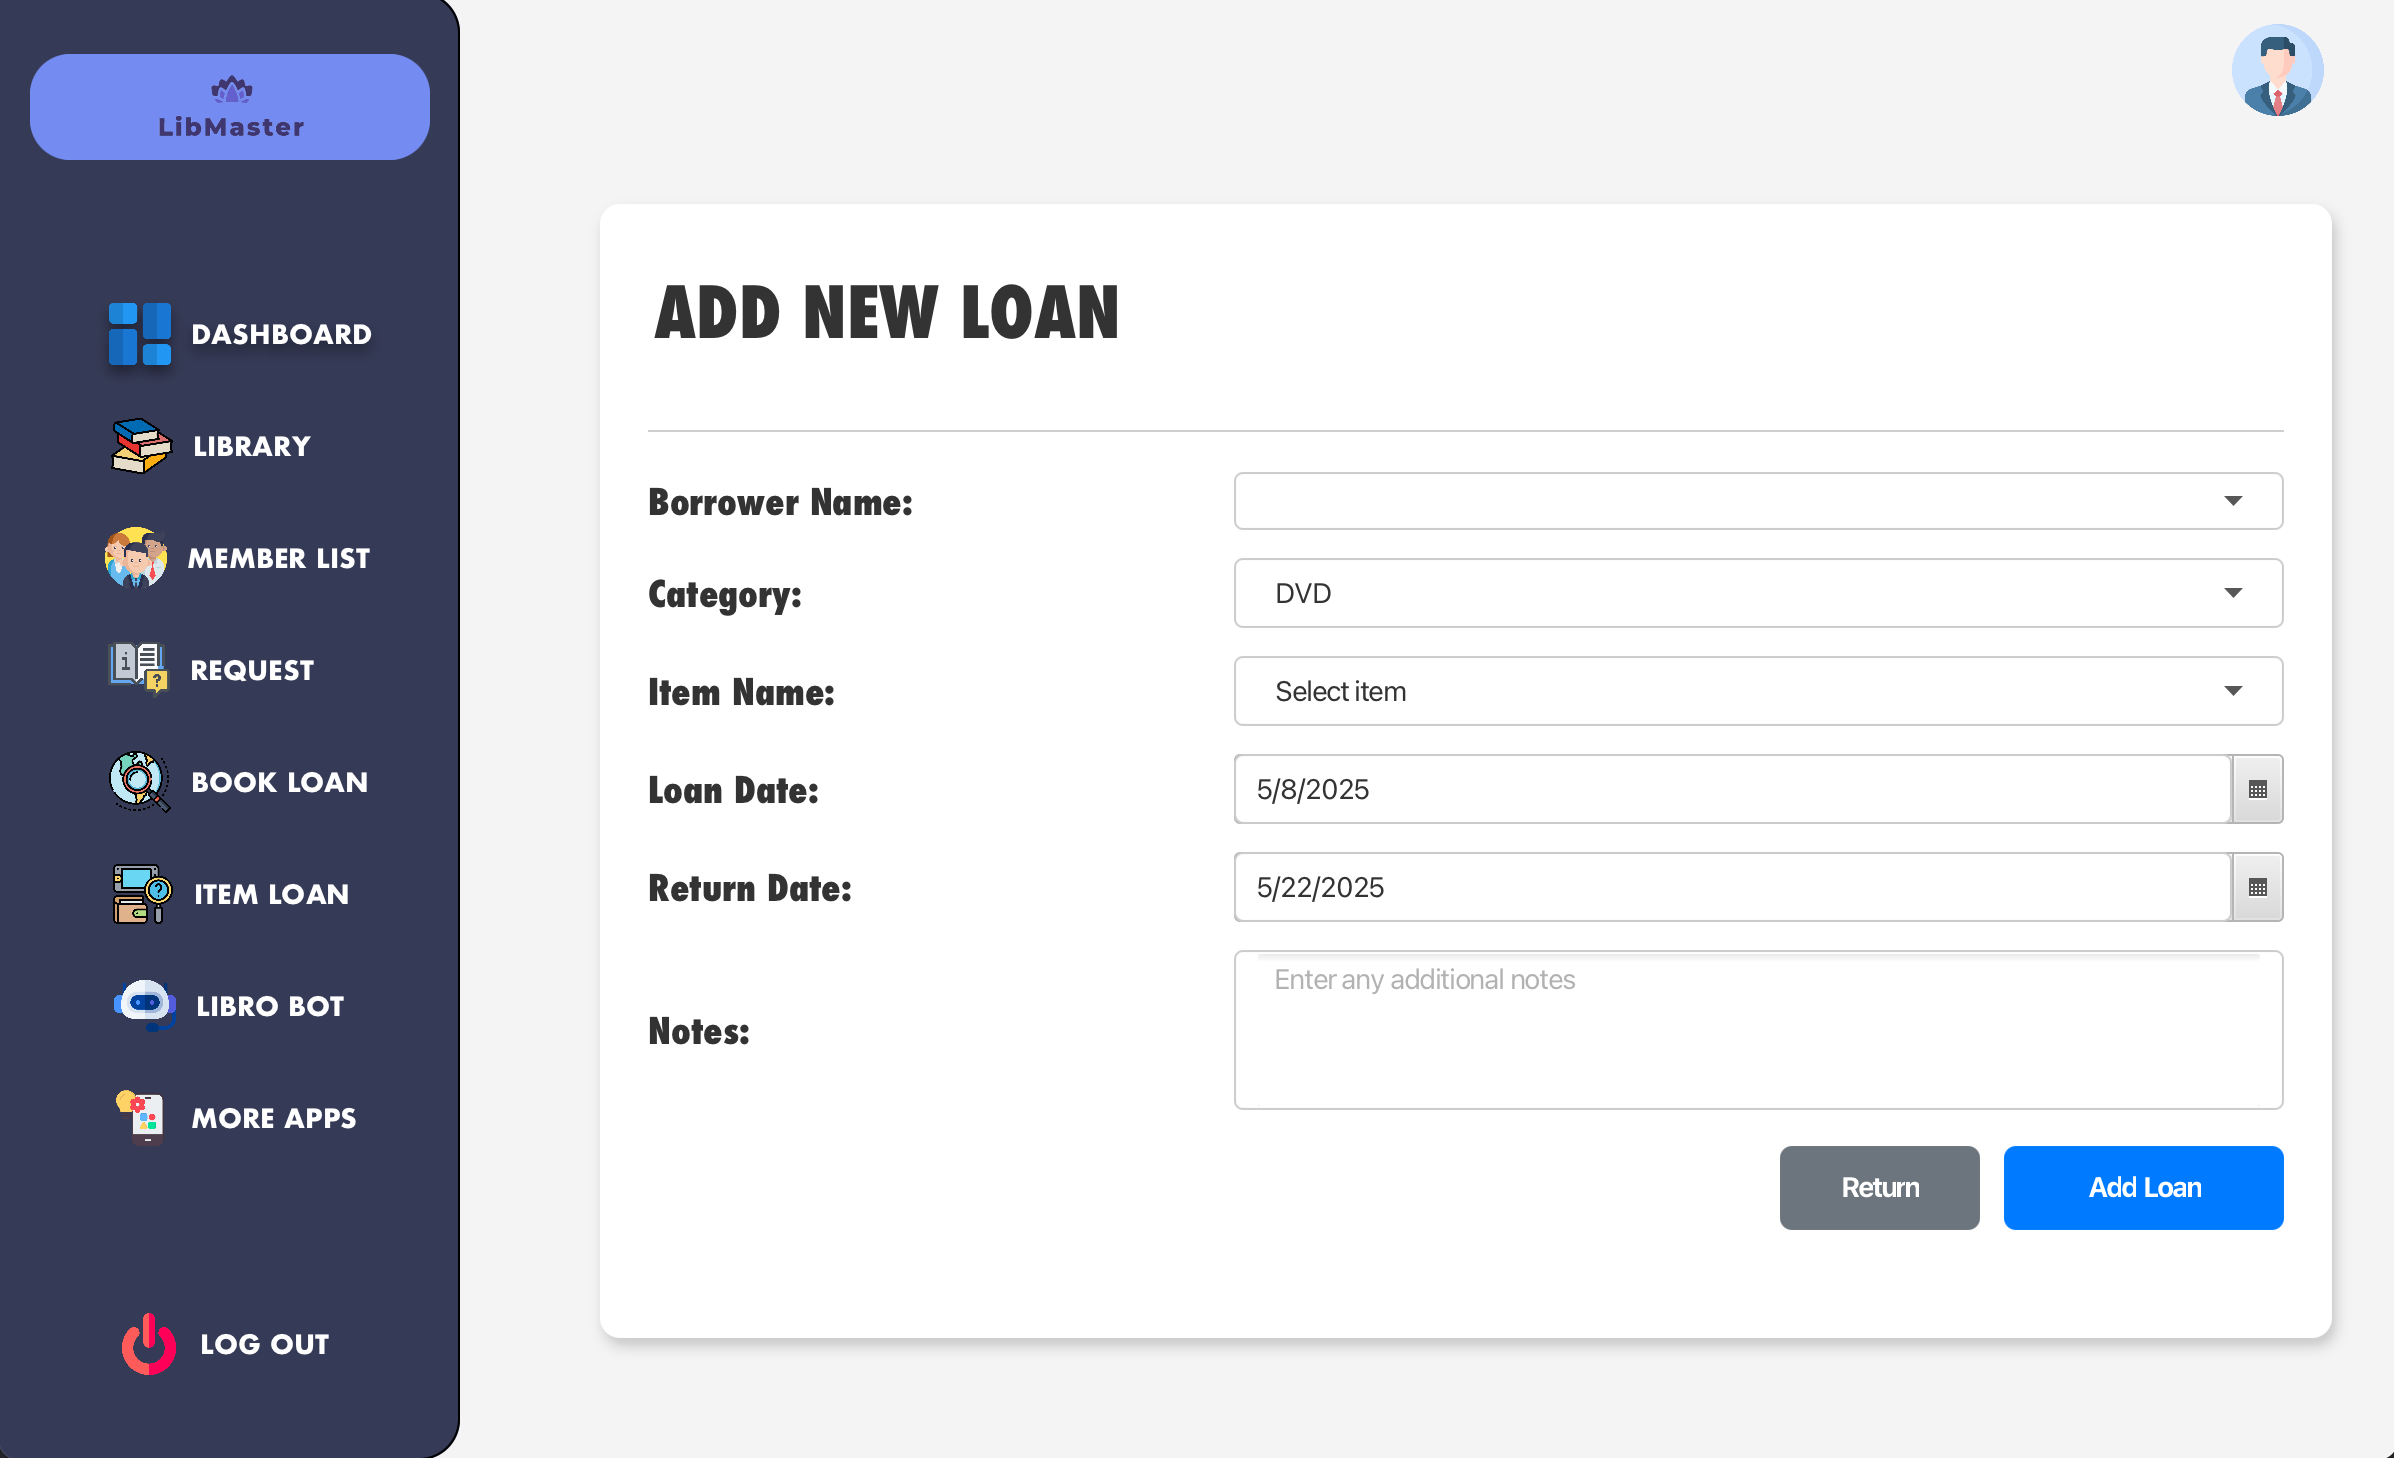 LibMaster
DASHBOARD
LIBRARY
MEMBER LIST
REQUEST
BOOK LOAN
ITEM LOAN
LIBRO BOT
MORE APPS
LOG OUT
ADD NEW LOAN
Borrower Name:
Category: DVD
Item Name: Select item
Loan Date: 5/8/2025
Return Date: 5/22/2025
Notes: Enter any additional notes
Return Add Loan